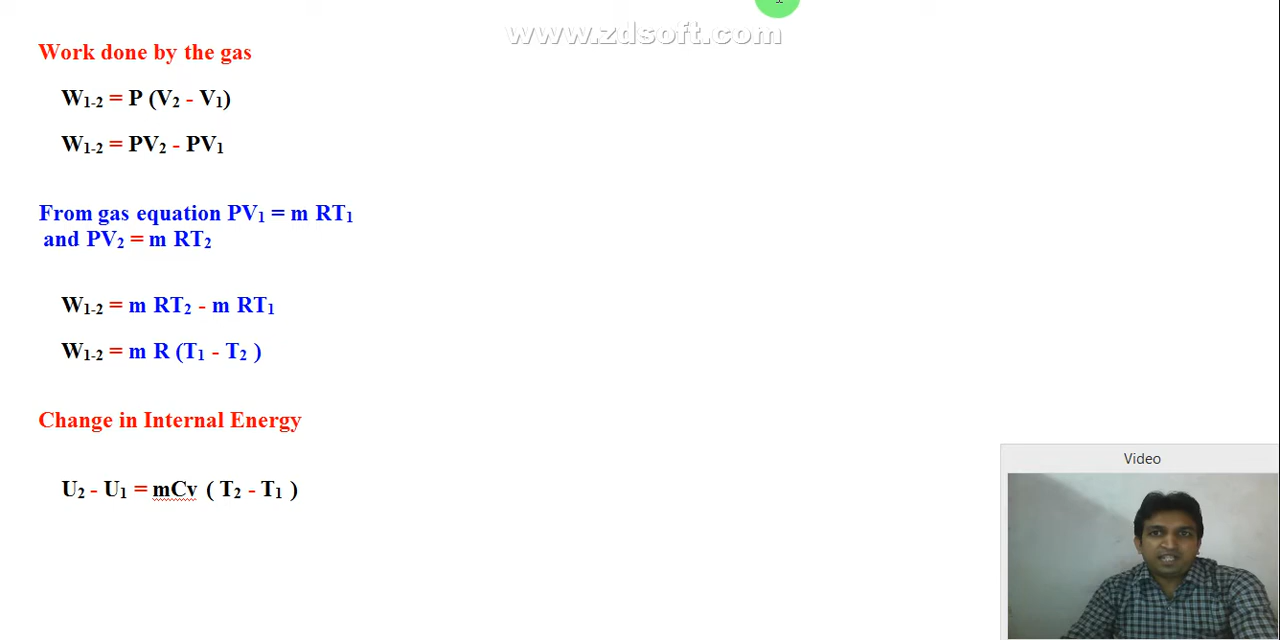 www.zdsoft.com
Work done by the gas
W₁₋₂ = P (V₂ - V₁)
W₁₋₂ = PV₂ - PV₁
From gas equation PV₁ = m RT₁
and PV₂ = m RT₂
W₁₋₂ = m RT₂ - m RT₁
W₁₋₂ = m R (T₁ - T₂ )
Change in Internal Energy
U₂ - U₁ = mCv ( T₂ - T₁ )
Video